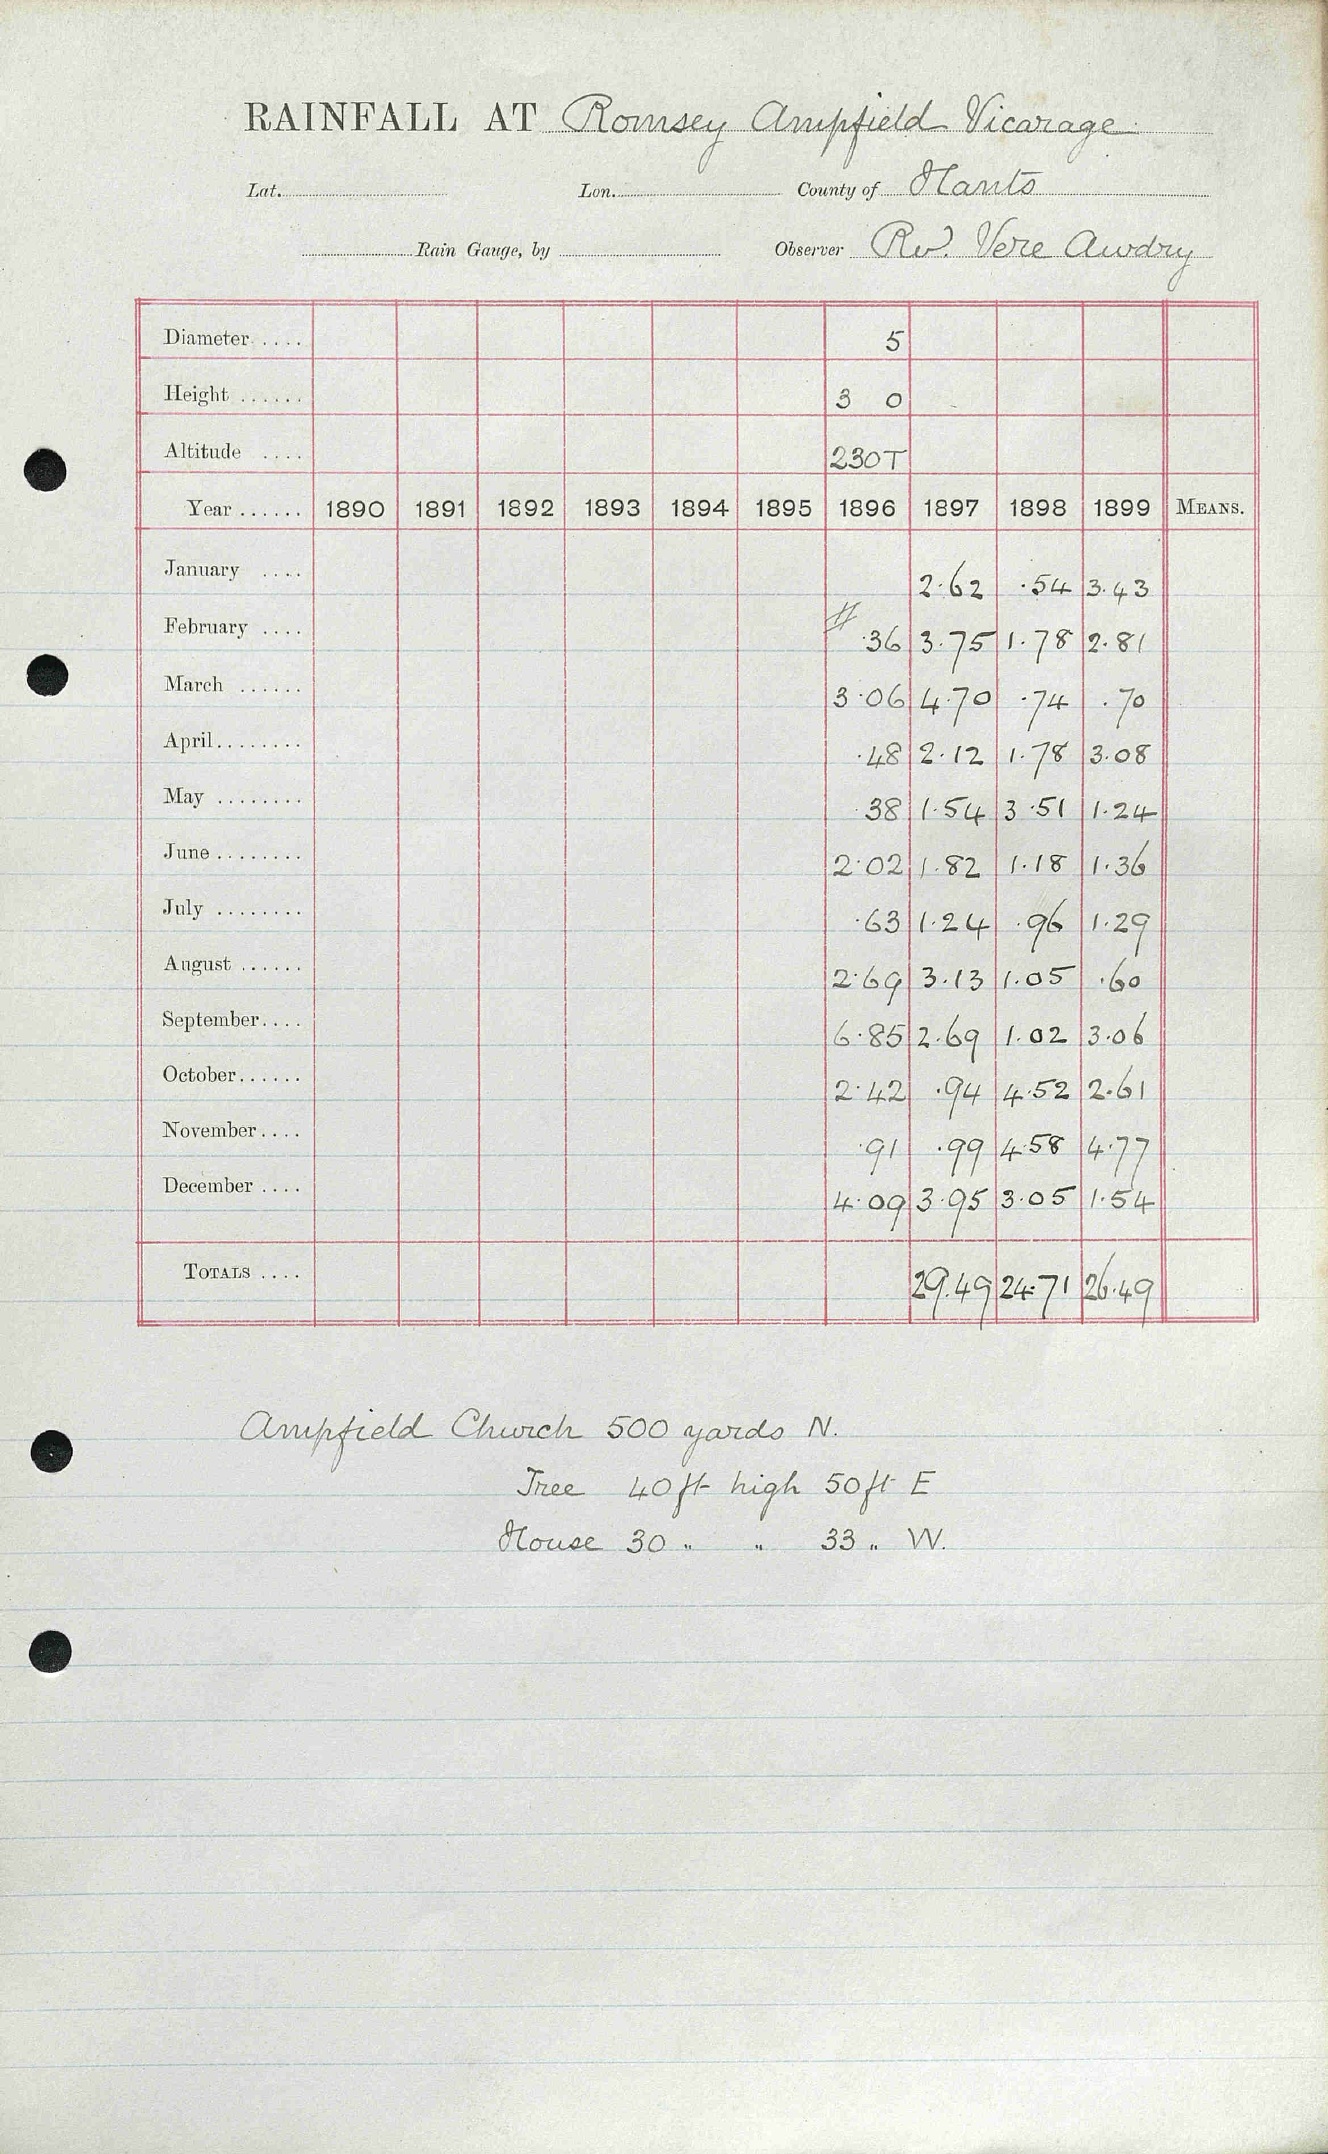 RAINFALL AT Romsey Ampfield Vicarage
Lat. Lon. County of Hants
Rain Gauge, by Observer Rev. Vere Awdry
Diameter.... 5
Height...... 3 0
Altitude .... 230T
Year...... 1890 1891 1892 1893 1894 1895 1896 1897 1898 1899 MEANS.
January .... 2.62 .54 3.43
February .... # .36 3.75 1.78 2.81
March ...... 3.06 4.70 .74 .70
April........ .48 2.12 1.78 3.08
May ........ .38 1.54 3.51 1.24
June........ 2.02 1.82 1.18 1.36
July ........ .63 1.24 .96 1.29
August ...... 2.69 3.13 1.05 .60
September.... 6.85 2.69 1.02 3.06
October...... 2.42 .94 4.52 2.61
November.... .91 .99 4.58 4.77
December .... 4.09 3.95 3.05 1.54
TOTALS .... 29.49 24.71 26.49
Ampfield Church 500 yards N.
Tree 40 ft high 50 ft E
House 30 " " 33 " W.